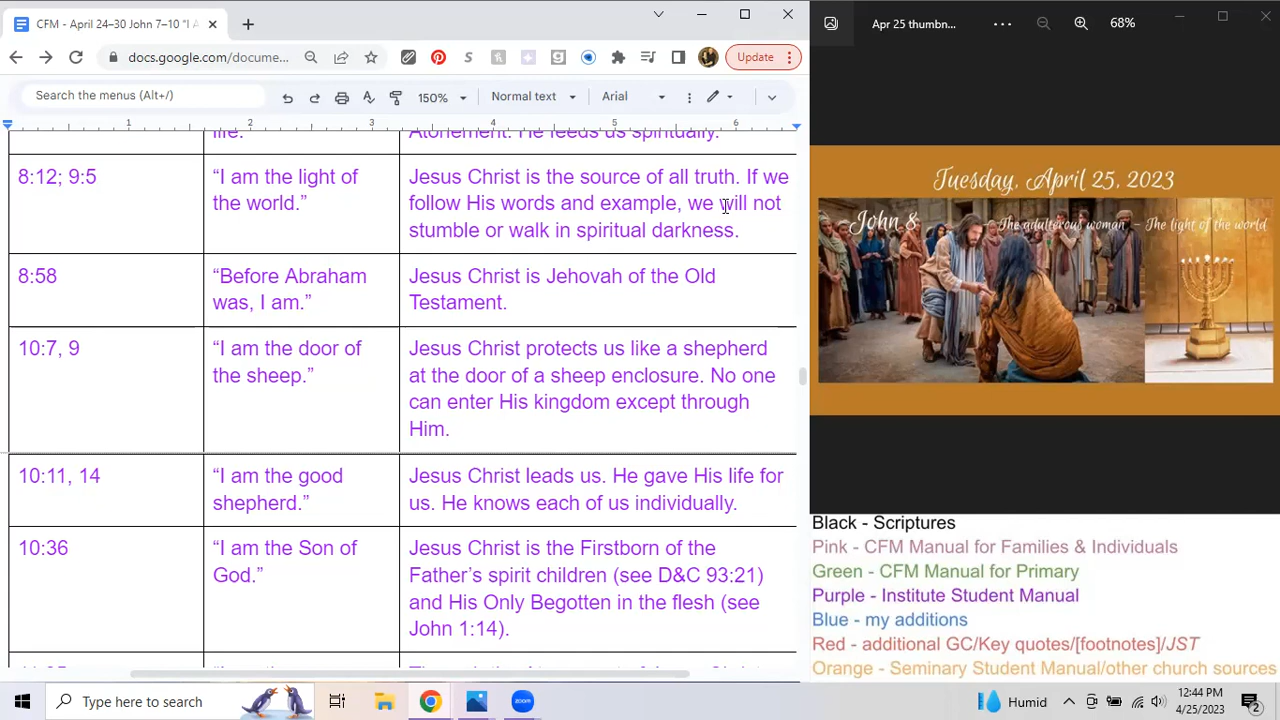 CFM - April 24–30 John 7–10 "I A
Apr 25 thumbn...
68%
docs.google.com/docume...
Update
Search the menus (Alt+/)
150%
Normal text
Arial
1
2
3
4
5
6
life.
Atonement. He feeds us spiritually.
8:12; 9:5
“I am the light of
the world.”
Jesus Christ is the source of all truth. If we
follow His words and example, we will not
stumble or walk in spiritual darkness.
8:58
“Before Abraham
was, I am.”
Jesus Christ is Jehovah of the Old
Testament.
10:7, 9
“I am the door of
the sheep.”
Jesus Christ protects us like a shepherd
at the door of a sheep enclosure. No one
can enter His kingdom except through
Him.
10:11, 14
“I am the good
shepherd.”
Jesus Christ leads us. He gave His life for
us. He knows each of us individually.
10:36
“I am the Son of
God.”
Jesus Christ is the Firstborn of the
Father’s spirit children (see D&C 93:21)
and His Only Begotten in the flesh (see
John 1:14).
Tuesday, April 25, 2023
John 8 - The adulterous woman - The light of the world
Black - Scriptures
Pink - CFM Manual for Families & Individuals
Green - CFM Manual for Primary
Purple - Institute Student Manual
Blue - my additions
Red - additional GC/Key quotes/[footnotes]/JST
Orange - Seminary Student Manual/other church sources
Type here to search
zoom
Humid
12:44 PM
4/25/2023
2